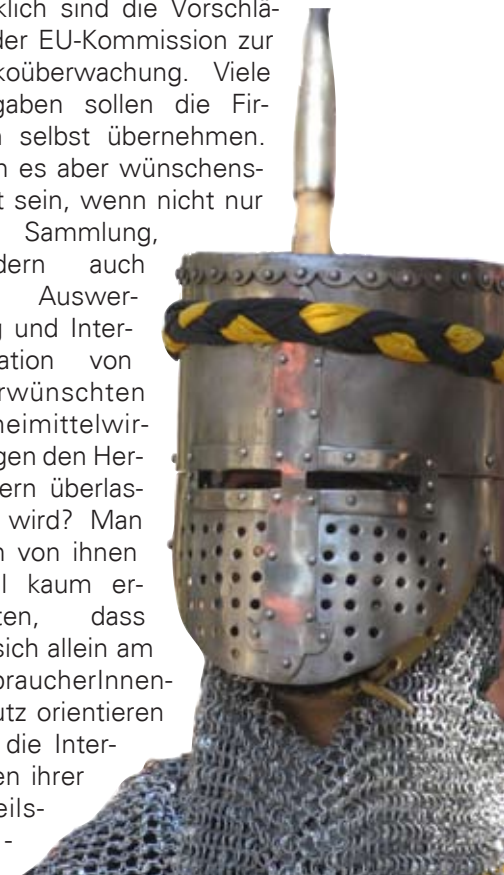 klich sind die Vorschlä-
der EU-Kommission zur
koüberwachung. Viele
gaben sollen die Fir-
selbst übernehmen.
es aber wünschens-
t sein, wenn nicht nur
Sammlung,
dern auch
Auswer-
g und Inter-
ation von
rwünschten
neimittelwir-
gen den Her-
ern überlas-
wird? Man
n von ihnen
l kaum er-
ten, dass
sich allein am
braucherInnen-
utz orientieren
die Inter-
en ihrer
eils-
-